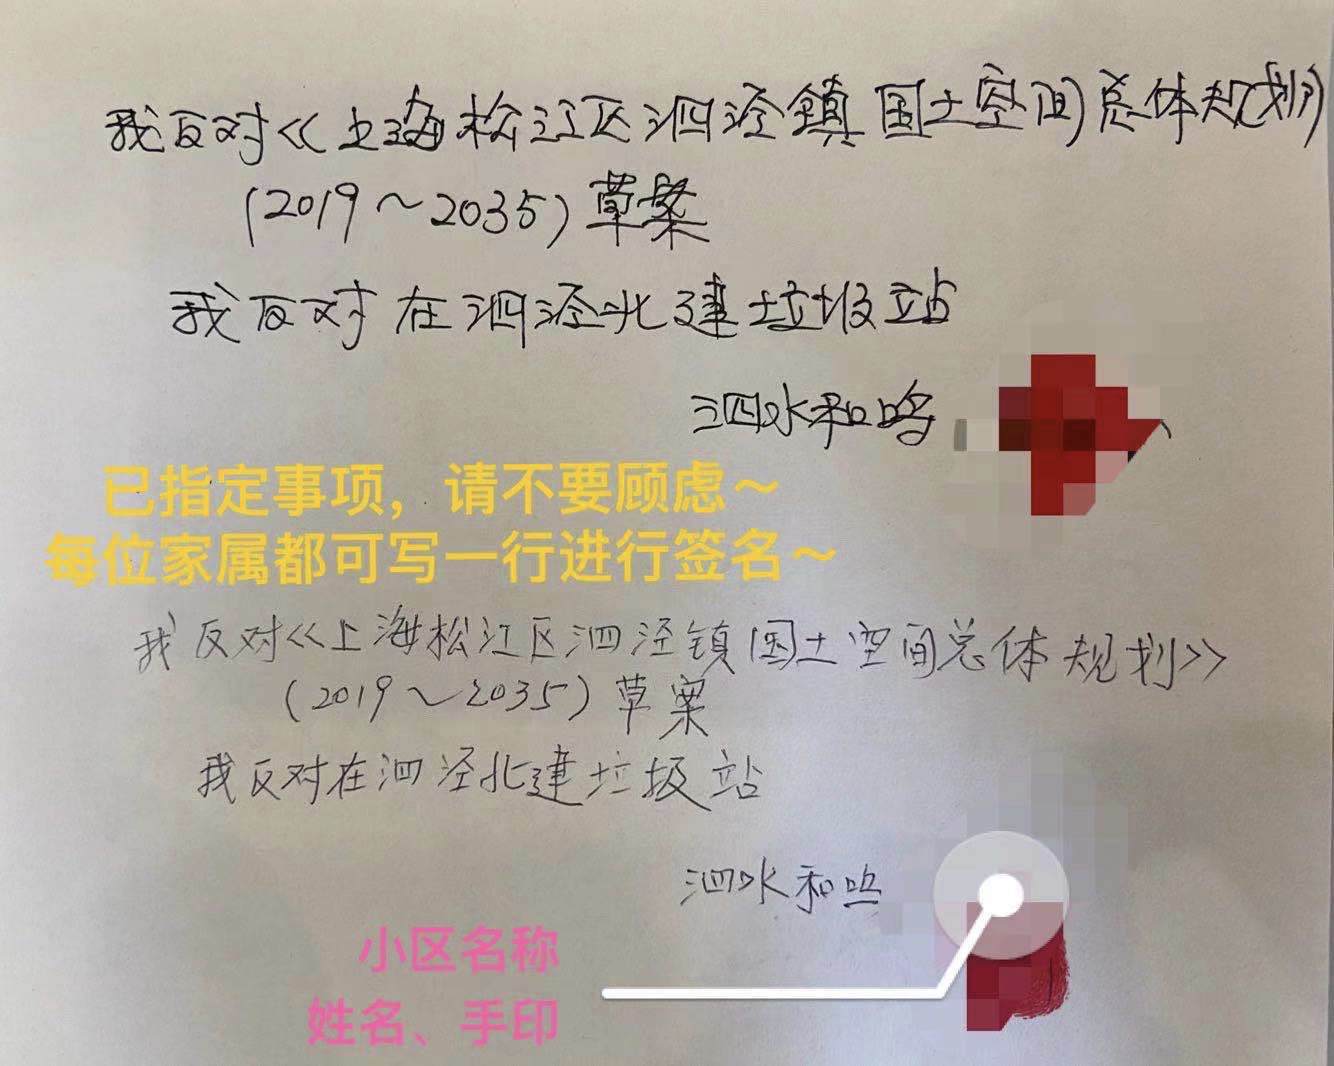 我反对《上海松江区泗泾镇国土空间总体规划》
(2019～2035)草案
我反对在泗泾北建垃圾站
泗水和鸣
已指定事项，请不要顾虑～
每位家属都可写一行进行签名～
我反对《上海松江区泗泾镇国土空间总体规划》
(2019～2035)草案
我反对在泗泾北建垃圾站
泗水和鸣
小区名称
姓名、手印